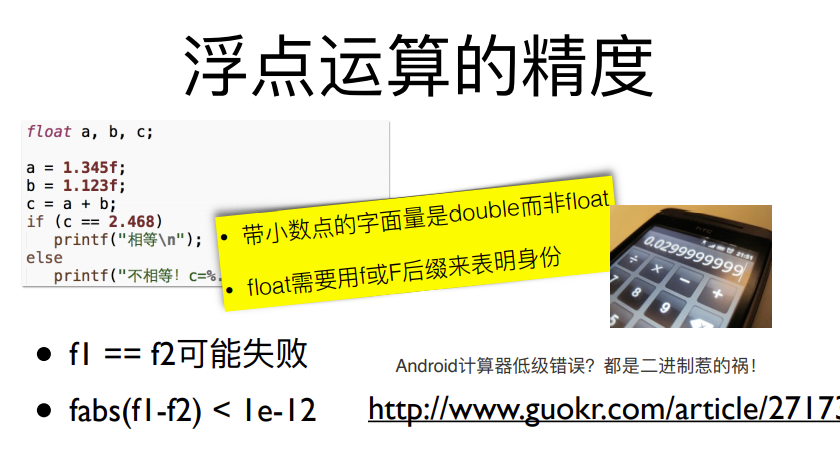 浮点运算的精度
float a, b, c;
a = 1.345f;
b = 1.123f;
c = a + b;
if (c == 2.468)
printf("相等\n");
else
printf("不相等! c=%.
• 带小数点的字面量是double而非float
• float需要用f或F后缀来表明身份
0.0299999999
÷ × − +
7 8 9
• f1 == f2可能失败
• fabs(f1-f2) < 1e-12
Android计算器低级错误？都是二进制惹的祸！
http://www.guokr.com/article/27173